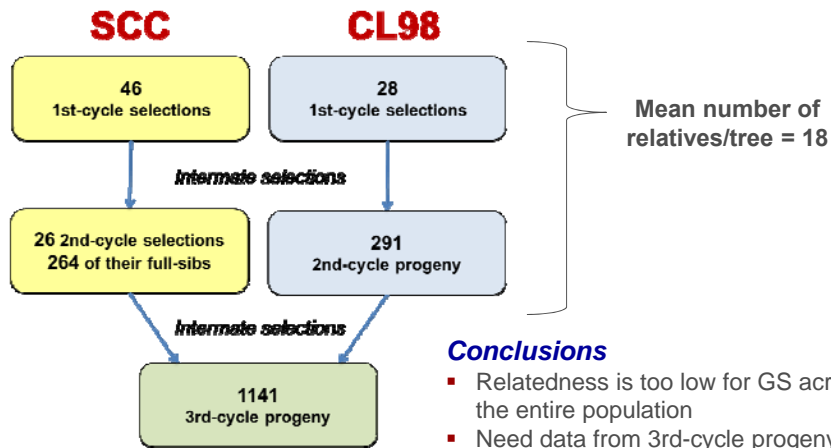 SCC
CL98
46
1st-cycle selections
28
1st-cycle selections
Mean number of
relatives/tree = 18
Intermate selections
26 2nd-cycle selections
264 of their full-sibs
291
2nd-cycle progeny
Intermate selections
1141
3rd-cycle progeny
Conclusions
▪ Relatedness is too low for GS acr
the entire population
▪ Need data from 3rd-cycle progeny